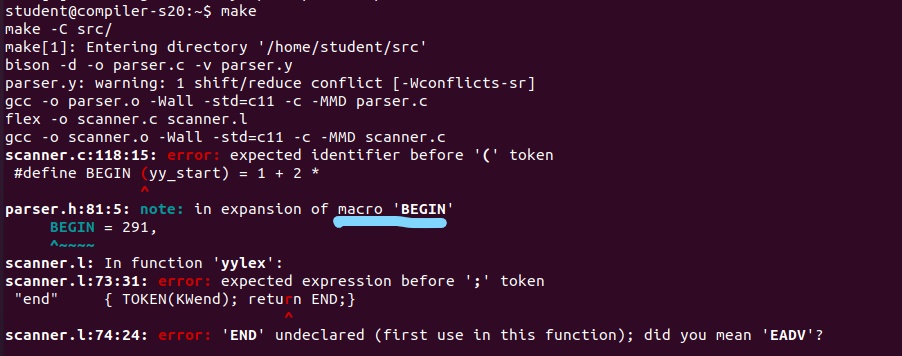 student@compiler-s20:~$ make
make -C src/
make[1]: Entering directory '/home/student/src'
bison -d -o parser.c -v parser.y
parser.y: warning: 1 shift/reduce conflict [-Wconflicts-sr]
gcc -o parser.o -Wall -std=c11 -c -MMD parser.c
flex -o scanner.c scanner.l
gcc -o scanner.o -Wall -std=c11 -c -MMD scanner.c
scanner.c:118:15: error: expected identifier before '(' token
 #define BEGIN (yy_start) = 1 + 2 *
               ^
parser.h:81:5: note: in expansion of macro 'BEGIN'
     BEGIN = 291,
     ^~~~~
scanner.l: In function 'yylex':
scanner.l:73:31: error: expected expression before ';' token
 "end"     { TOKEN(KWend); return END;}
                               ^
scanner.l:74:24: error: 'END' undeclared (first use in this function); did you mean 'EADV'?